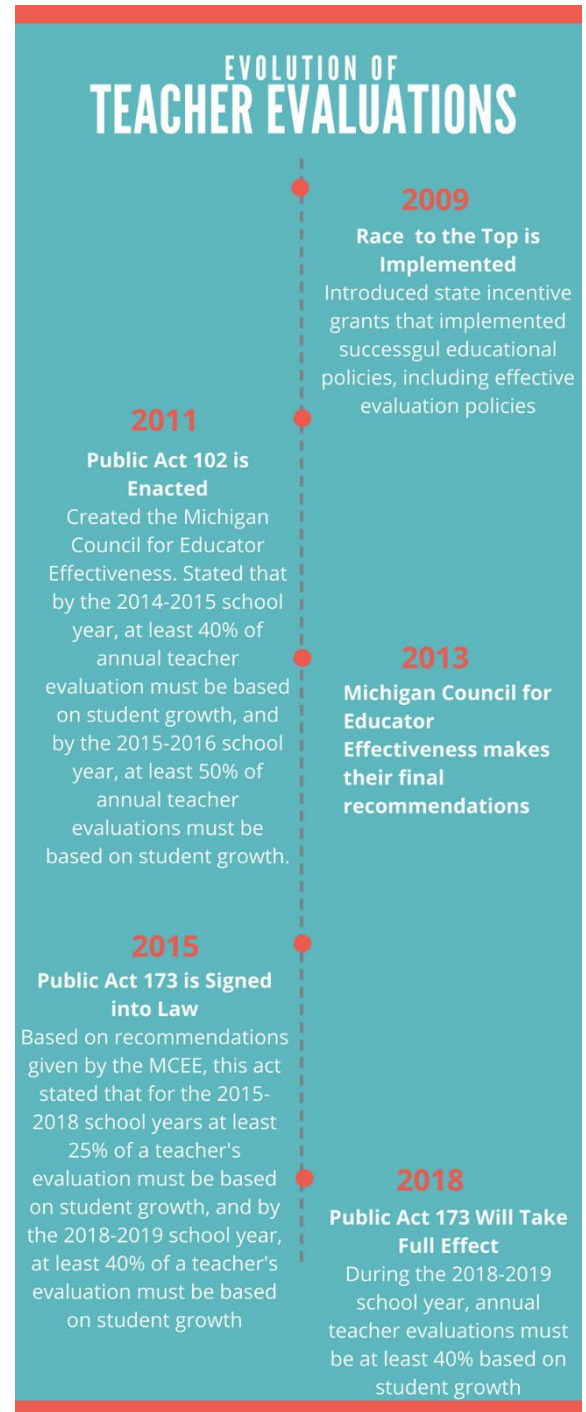 EVOLUTION OF
TEACHER EVALUATIONS
2009
Race to the Top is
Implemented
Introduced state incentive
grants that implemented
successgul educational
policies, including effective
evaluation policies
2011
Public Act 102 is
Enacted
Created the Michigan
Council for Educator
Effectiveness. Stated that
by the 2014-2015 school
year, at least 40% of
annual teacher
evaluation must be based
on student growth, and
by the 2015-2016 school
year, at least 50% of
annual teacher
evaluations must be
based on student growth.
2013
Michigan Council for
Educator
Effectiveness makes
their final
recommendations
2015
Public Act 173 is Signed
into Law
Based on recommendations
given by the MCEE, this act
stated that for the 2015-
2018 school years at least
25% of a teacher's
evaluation must be based
on student growth, and by
the 2018-2019 school year,
at least 40% of a teacher's
evaluation must be based
on student growth
2018
Public Act 173 Will Take
Full Effect
During the 2018-2019
school year, annual
teacher evaluations must
be at least 40% based on
student growth